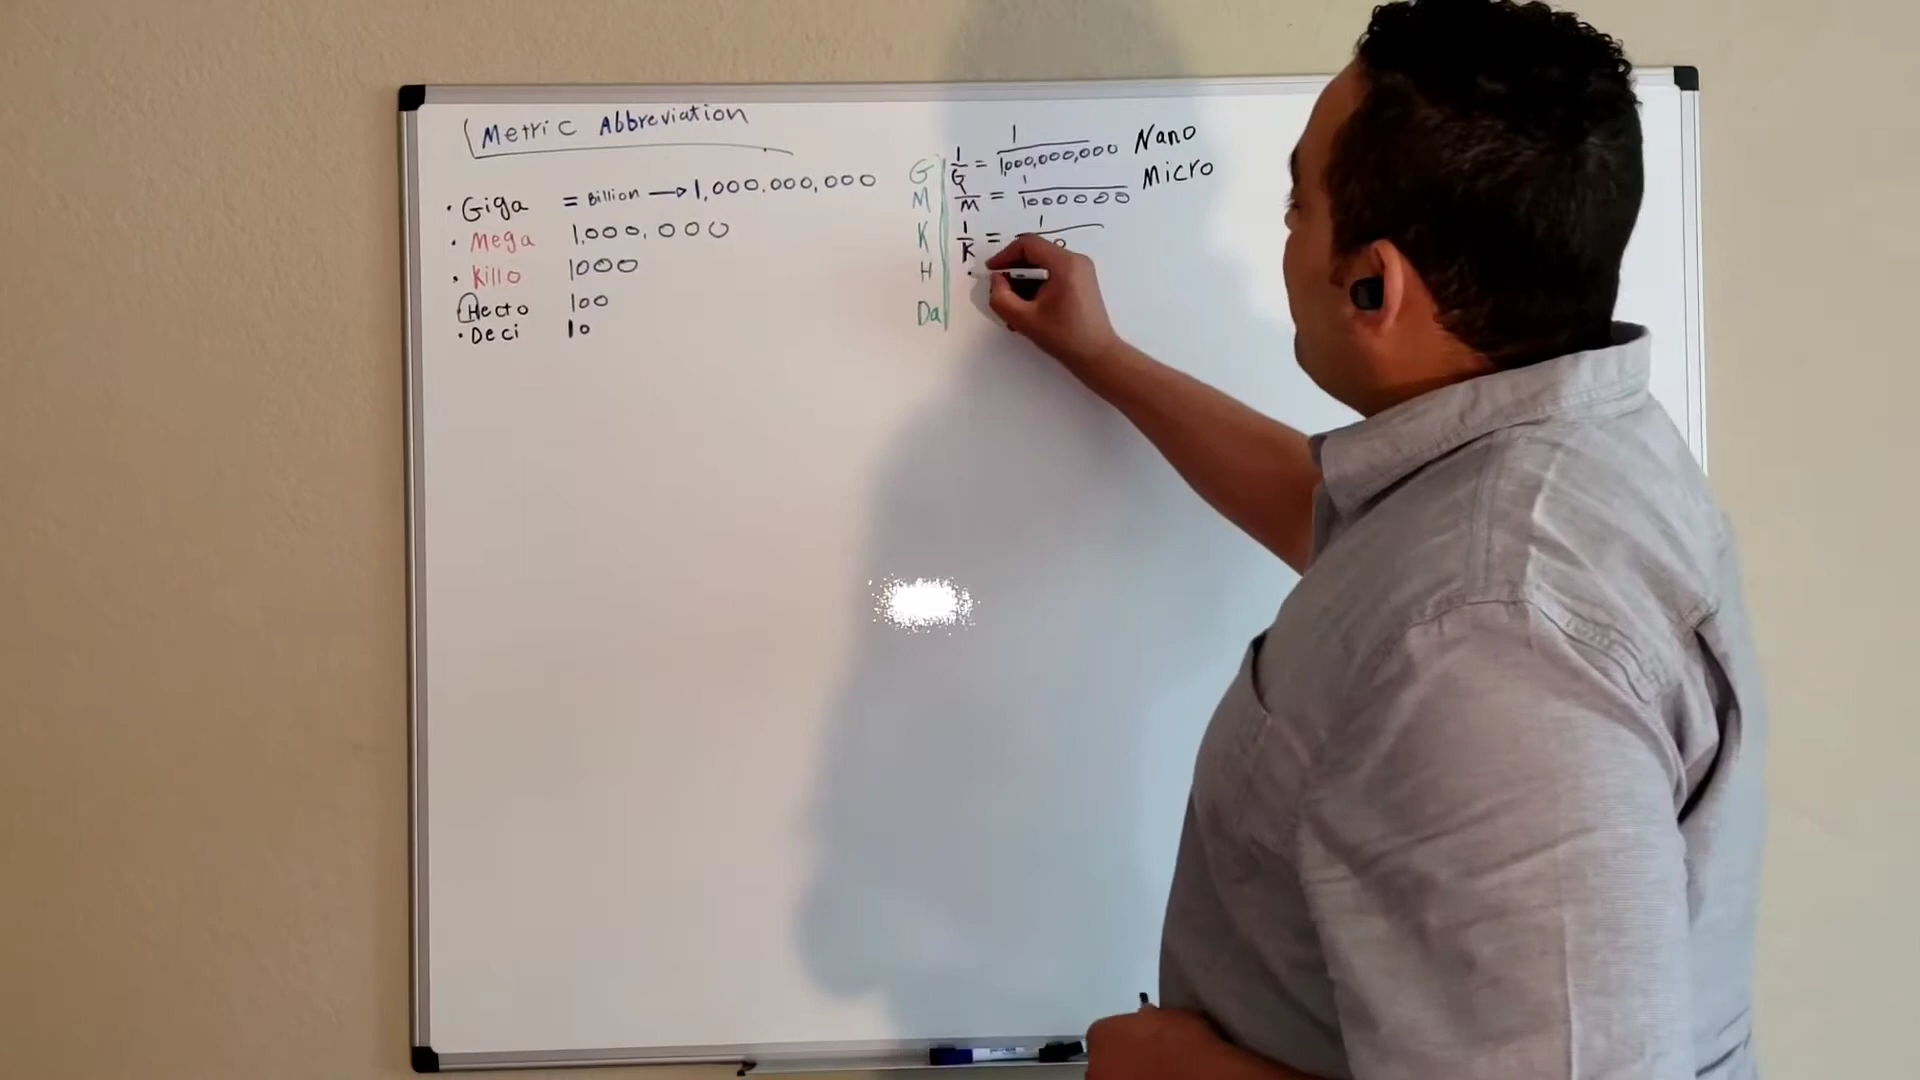 Metric Abbreviation
• Giga = Billion → 1,000.000,000
• Mega 1,000,000
• Killo 1000
Hecto 100
• Deci 10
G 1/G = 1/1,000,000,000 Nano
M 1/M = 1/1000000 Micro
K 1/K = 1
H
Da